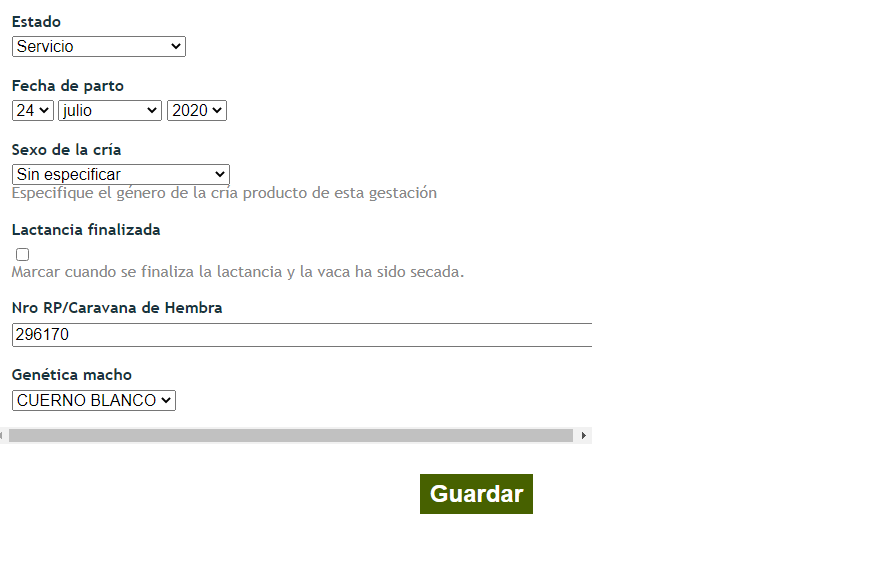 Estado
Servicio
Fecha de parto
24 julio 2020
Sexo de la cría
Sin especificar
Especifique el género de la cría producto de esta gestación
Lactancia finalizada
Marcar cuando se finaliza la lactancia y la vaca ha sido secada.
Nro RP/Caravana de Hembra
296170
Genética macho
CUERNO BLANCO
Guardar